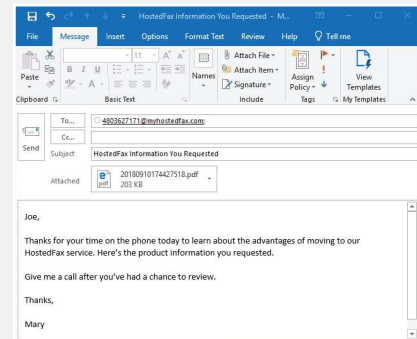 HostedFax Information You Requested - M...
File Message Insert Options Format Text Review Help Tell me
Paste
11
B I U
Names
Attach File
Attach Item
Signature
Assign
Policy
View
Templates
Clipboard Basic Text Include Tags My Templates
Send
To... 4803627171@myhostedfax.com;
Cc...
Subject HostedFax Information You Requested
Attached 20180910174427518.pdf
203 KB
pdf
Joe,
Thanks for your time on the phone today to learn about the advantages of moving to our
HostedFax service. Here's the product information you requested.
Give me a call after you've had a chance to review.
Thanks,
Mary